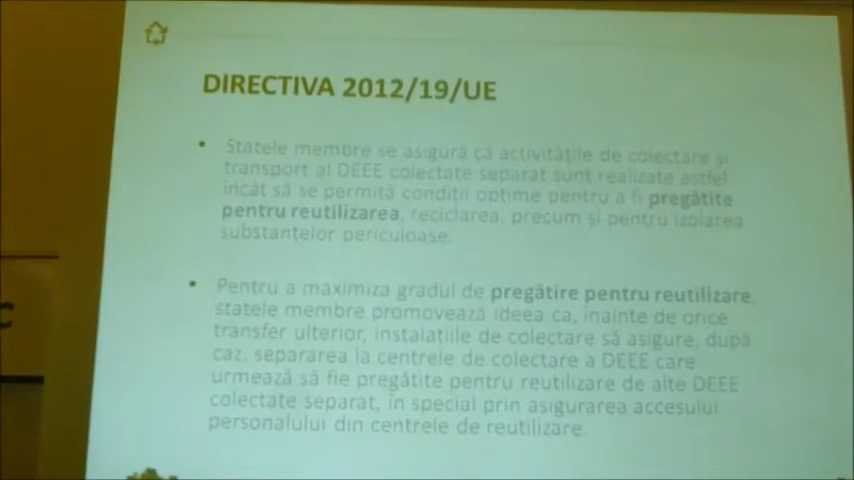 DIRECTIVA 2012/19/UE
• Statele membre se asigură că activitățile de colectare și
transport al DEEE colectate separat sunt realizate astfel
încât să se permită condiții optime pentru a fi pregătite
pentru reutilizarea, reciclarea, precum și pentru izolarea
substanțelor periculoase.
• Pentru a maximiza gradul de pregătire pentru reutilizare,
statele membre promovează ideea ca, înainte de orice
transfer ulterior, instalațiile de colectare să asigure, după
caz, separarea la centrele de colectare a DEEE care
urmează să fie pregătite pentru reutilizare de alte DEEE
colectate separat, în special prin asigurarea accesului
personalului din centrele de reutilizare.
C